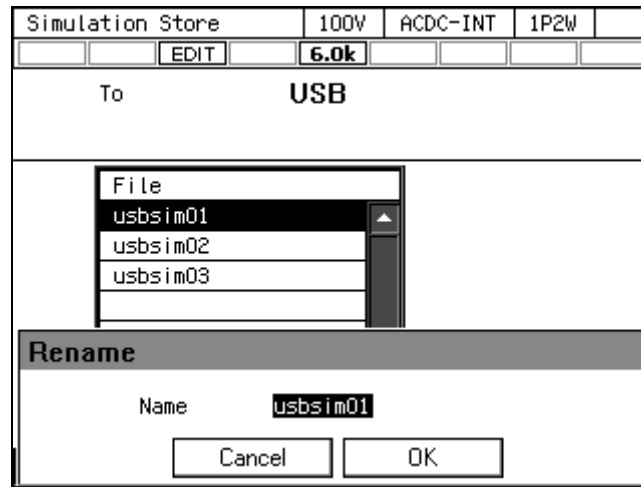 Simulation Store 100V ACDC-INT 1P2W
EDIT 6.0k
To USB
File
usbsim01
usbsim02
usbsim03
Rename
Name usbsim01
Cancel OK